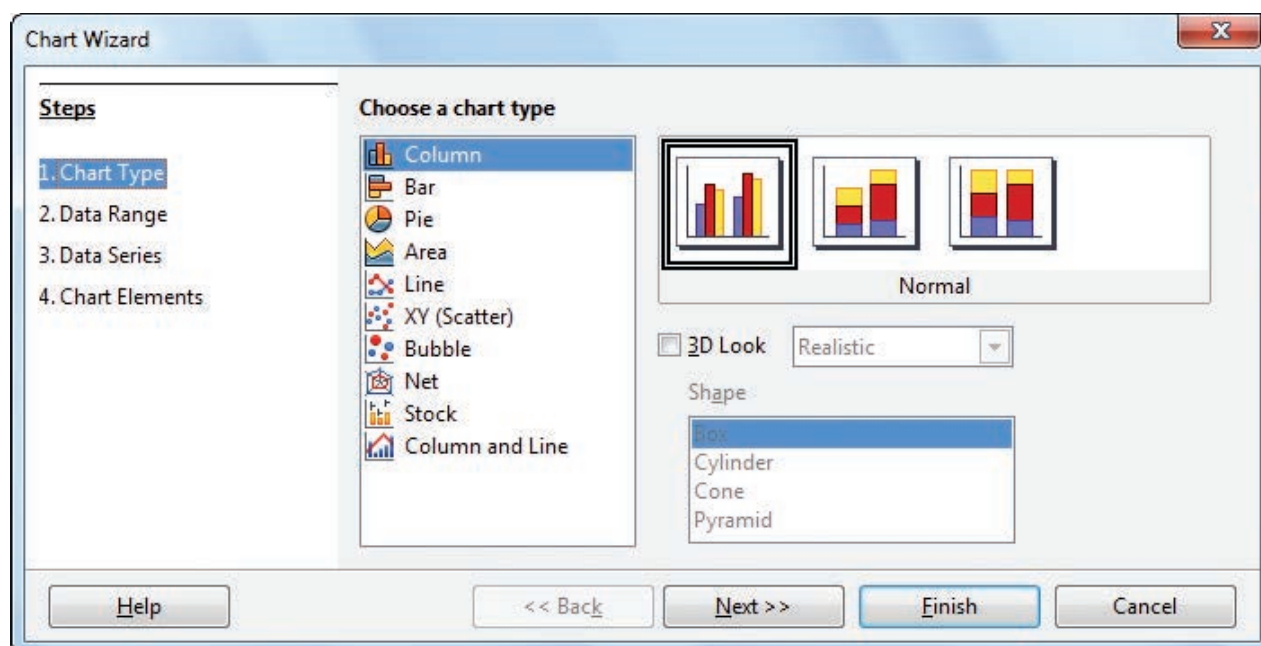 Chart Wizard
Steps
1. Chart Type
2. Data Range
3. Data Series
4. Chart Elements
Choose a chart type
Column
Bar
Pie
Area
Line
XY (Scatter)
Bubble
Net
Stock
Column and Line
Normal
3D Look
Realistic
Shape
Box
Cylinder
Cone
Pyramid
Help
<< Back
Next >>
Finish
Cancel